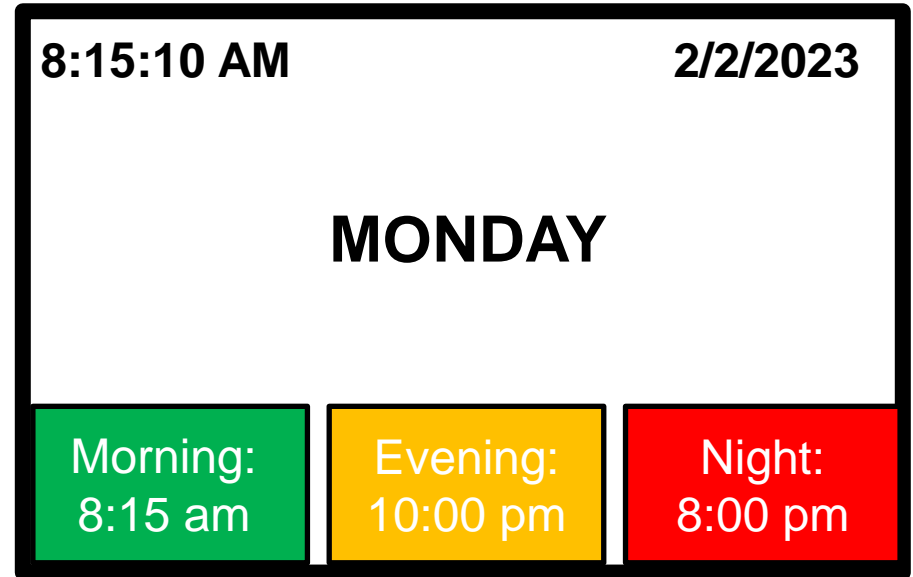 8:15:10 AM
2/2/2023
MONDAY
Morning:
8:15 am
Evening:
10:00 pm
Night:
8:00 pm